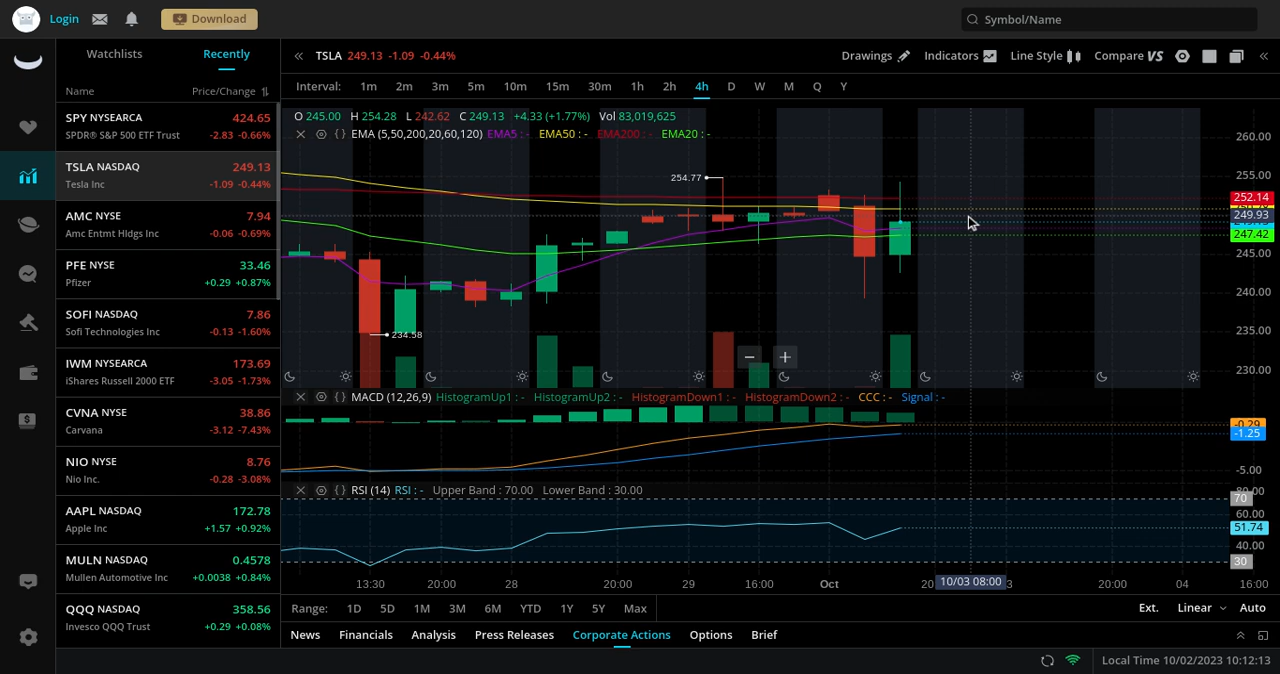 Login
Download
Symbol/Name
Watchlists
Recently
Name
Price/Change
SPY NYSEARCA 424.65
SPDR® S&P 500 ETF Trust -2.83 -0.66%
TSLA NASDAQ 249.13
Tesla Inc -1.09 -0.44%
AMC NYSE 7.94
Amc Entmt Hldgs Inc -0.06 -0.69%
PFE NYSE 33.46
Pfizer +0.29 +0.87%
SOFI NASDAQ 7.86
Sofi Technologies Inc -0.13 -1.60%
IWM NYSEARCA 173.69
iShares Russell 2000 ETF -3.05 -1.73%
CVNA NYSE 38.86
Carvana -3.12 -7.43%
NIO NYSE 8.76
Nio Inc. -0.28 -3.08%
AAPL NASDAQ 172.78
Apple Inc +1.57 +0.92%
MULN NASDAQ 0.4578
Mullen Automotive Inc +0.0038 +0.84%
QQQ NASDAQ 358.56
Invesco QQQ Trust +0.29 +0.08%
TSLA 249.13 -1.09 -0.44%
Drawings Indicators Line Style Compare VS
Interval: 1m 2m 3m 5m 10m 15m 30m 1h 2h 4h D W M Q Y
O 245.00 H 254.28 L 242.62 C 249.13 +4.33 (+1.77%) Vol 83,019,625
EMA (5,50,200,20,60,120) EMA5 : - EMA50 : - EMA200 : - EMA20 : -
254.77
234.58
260.00
255.00
252.14
249.93
247.42
245.00
240.00
235.00
230.00
MACD (12,26,9) HistogramUp1 : - HistogramUp2 : - HistogramDown1 : - HistogramDown2 : - CCC : - Signal : -
-0.29
-1.25
-5.00
RSI (14) RSI : - Upper Band : 70.00 Lower Band : 30.00
80.00
70
60.00
51.74
40.00
30
13:30 20:00 28 20:00 29 16:00 Oct 20 10/03 08:00 3 20:00 04 16:00
Range: 1D 5D 1M 3M 6M YTD 1Y 5Y Max
Ext. Linear Auto
News Financials Analysis Press Releases Corporate Actions Options Brief
Local Time 10/02/2023 10:12:13